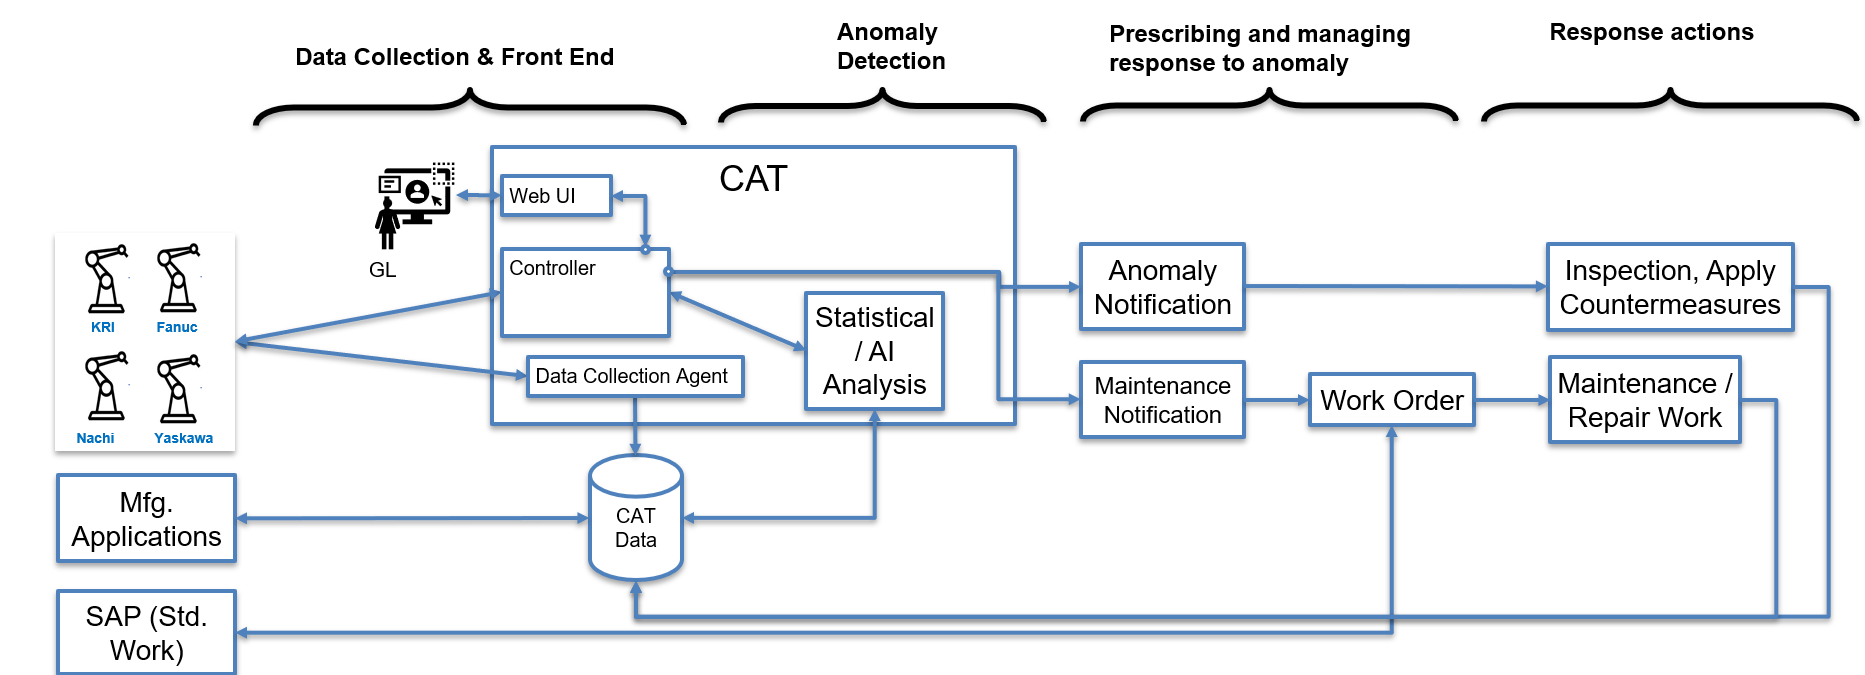 Data Collection & Front End
Anomaly
Detection
Prescribing and managing
response to anomaly
Response actions
CAT
Web UI
GL
Controller
KRI
Fanuc
Nachi
Yaskawa
Statistical
/ AI
Analysis
Data Collection Agent
Anomaly
Notification
Inspection, Apply
Countermeasures
Maintenance
Notification
Work Order
Maintenance /
Repair Work
Mfg.
Applications
CAT
Data
SAP (Std.
Work)